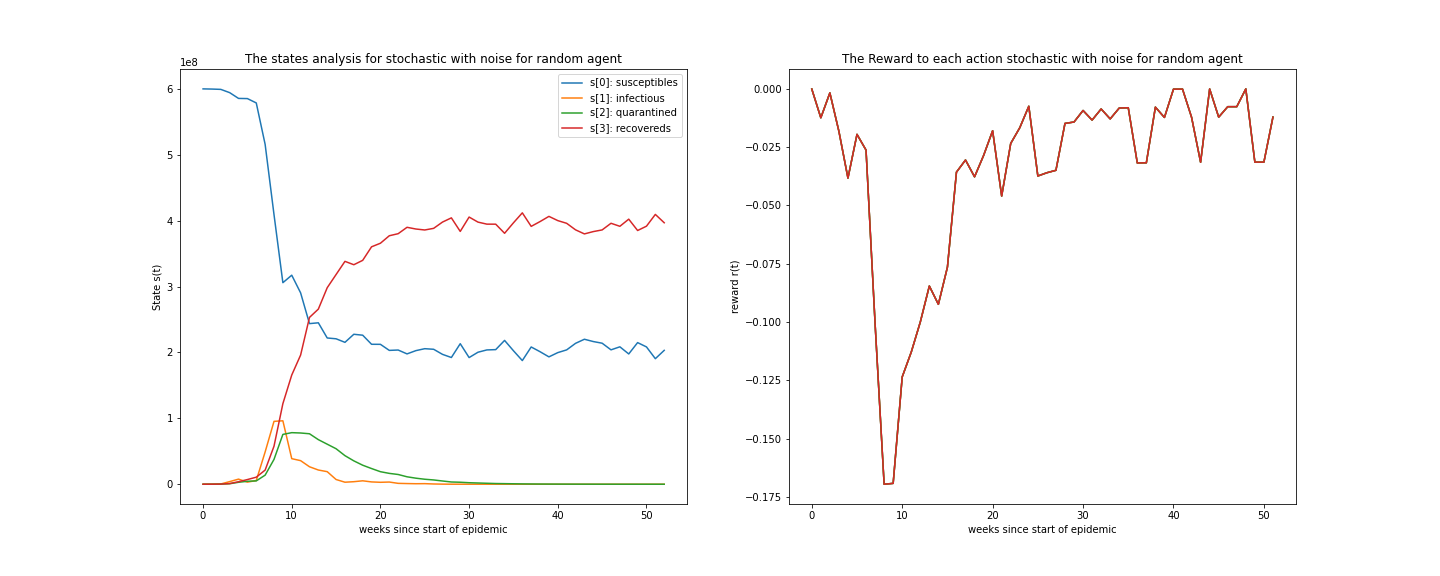 The states analysis for stochastic with noise for random agent
1e8
6
5
4
3
2
1
0
State s(t)
0 10 20 30 40 50
weeks since start of epidemic
s[0]: susceptibles
s[1]: infectious
s[2]: quarantined
s[3]: recovereds
The Reward to each action stochastic with noise for random agent
0.000
−0.025
−0.050
−0.075
−0.100
−0.125
−0.150
−0.175
reward r(t)
0 10 20 30 40 50
weeks since start of epidemic